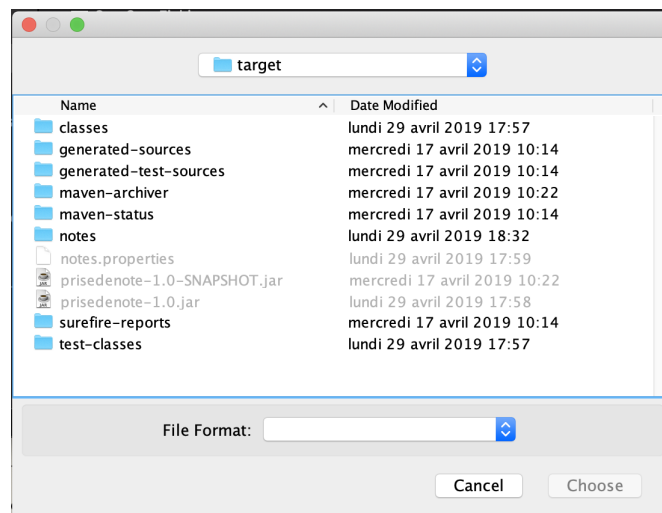 target
Name Date Modified
classes lundi 29 avril 2019 17:57
generated-sources mercredi 17 avril 2019 10:14
generated-test-sources mercredi 17 avril 2019 10:14
maven-archiver mercredi 17 avril 2019 10:22
maven-status mercredi 17 avril 2019 10:14
notes lundi 29 avril 2019 18:32
notes.properties lundi 29 avril 2019 17:59
prisedenote-1.0-SNAPSHOT.jar mercredi 17 avril 2019 10:22
prisedenote-1.0.jar lundi 29 avril 2019 17:58
surefire-reports mercredi 17 avril 2019 10:14
test-classes lundi 29 avril 2019 17:57
File Format:
Cancel Choose